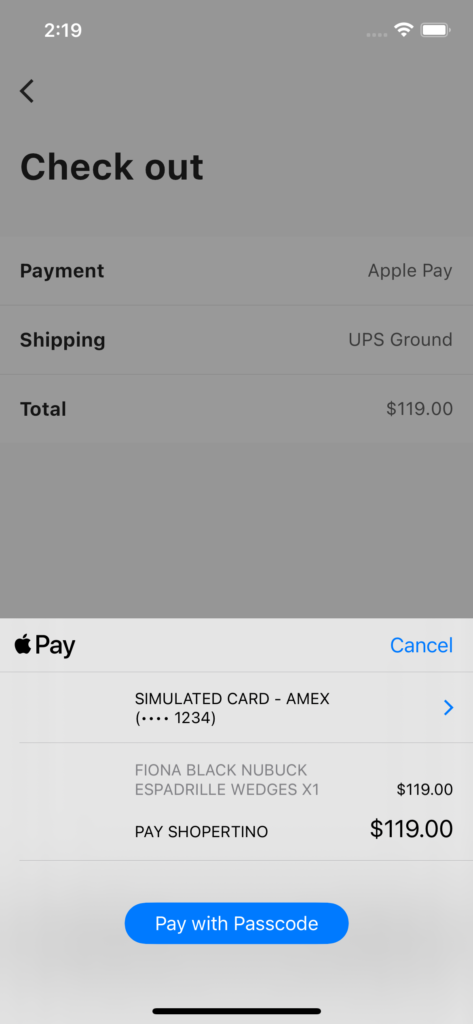 2:19
Check out
Payment Apple Pay
Shipping UPS Ground
Total $119.00
Pay Cancel
SIMULATED CARD - AMEX
(•••• 1234)
FIONA BLACK NUBUCK
ESPADRILLE WEDGES X1 $119.00
PAY SHOPERTINO $119.00
Pay with Passcode